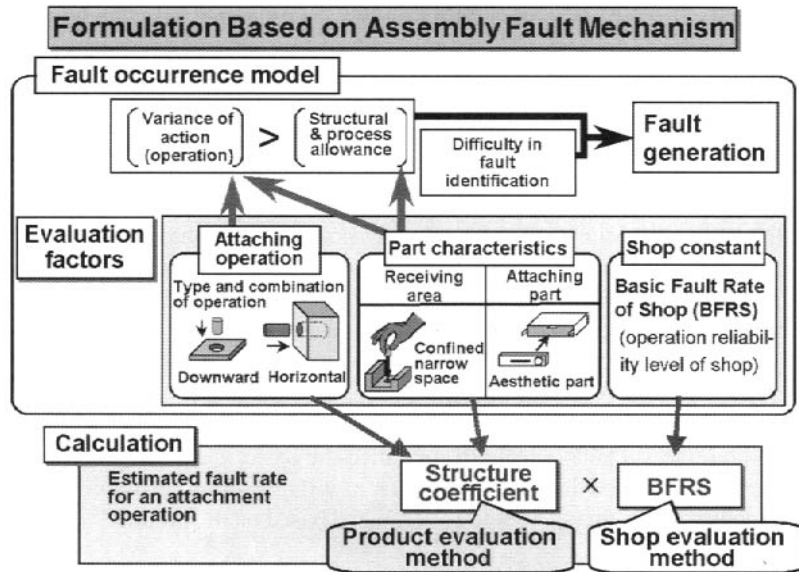 Formulation Based on Assembly Fault Mechanism
Fault occurrence model
Variance of
action
(operation)
>
Structural
& process
allowance
Difficulty in
fault
identification
Fault
generation
Evaluation
factors
Attaching
operation
Type and combination
of operation
Downward
Horizontal
Part characteristics
Receiving
area
Attaching
part
Confined
narrow
space
Aesthetic part
Shop constant
Basic Fault Rate
of Shop (BFRS)
(operation reliabil-
ity level of shop)
Calculation
Estimated fault rate
for an attachment
operation
Structure
coefficient
×
BFRS
Product evaluation
method
Shop evaluation
method